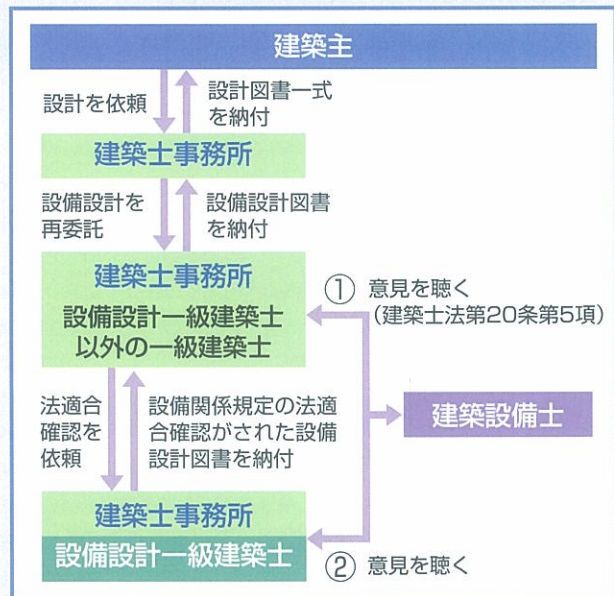 建築主
設計を依頼
設計図書一式
を納付
建築士事務所
設備設計を
再委託
設備設計図書
を納付
建築士事務所
設備設計一級建築士
以外の一級建築士
① 意見を聴く
(建築士法第20条第5項)
法適合
確認を
依頼
設備関係規定の法適
合確認がされた設備
設計図書を納付
建築設備士
建築士事務所
設備設計一級建築士
② 意見を聴く